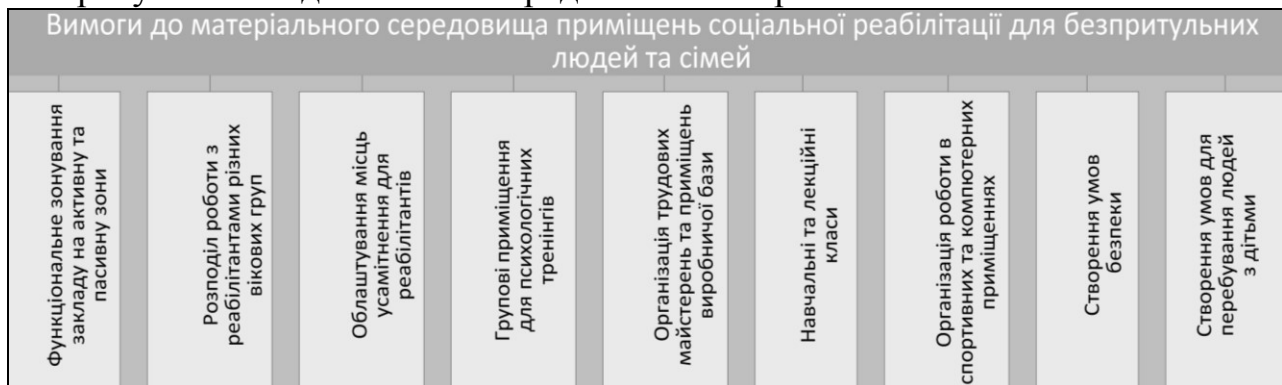 Вимоги до матеріального середовища приміщень соціальної реабілітації для безпритульних
людей та сімей
Функціональне зонування
закладу на активну та
пасивну зони
Розподіл роботи з
реабілітантами різних
вікових груп
Облаштування місць
усамітнення для
реабілітантів
Групові приміщення
для психологічних
тренінгів
Організація трудових
майстерень та приміщень
виробничої бази
Навчальні та лекційні
класи
Організація роботи в
спортивних та компютерних
приміщеннях
Створення умов
безпеки
Створення умов для
перебування людей
з дітьми